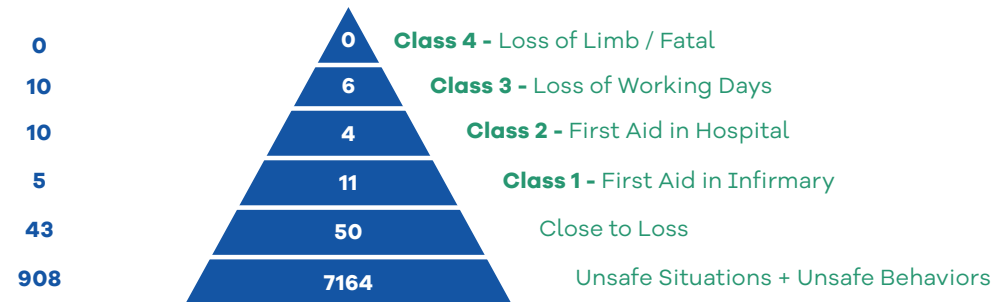 0 0 Class 4 - Loss of Limb / Fatal
10 6 Class 3 - Loss of Working Days
10 4 Class 2 - First Aid in Hospital
5 11 Class 1 - First Aid in Infirmary
43 50 Close to Loss
908 7164 Unsafe Situations + Unsafe Behaviors